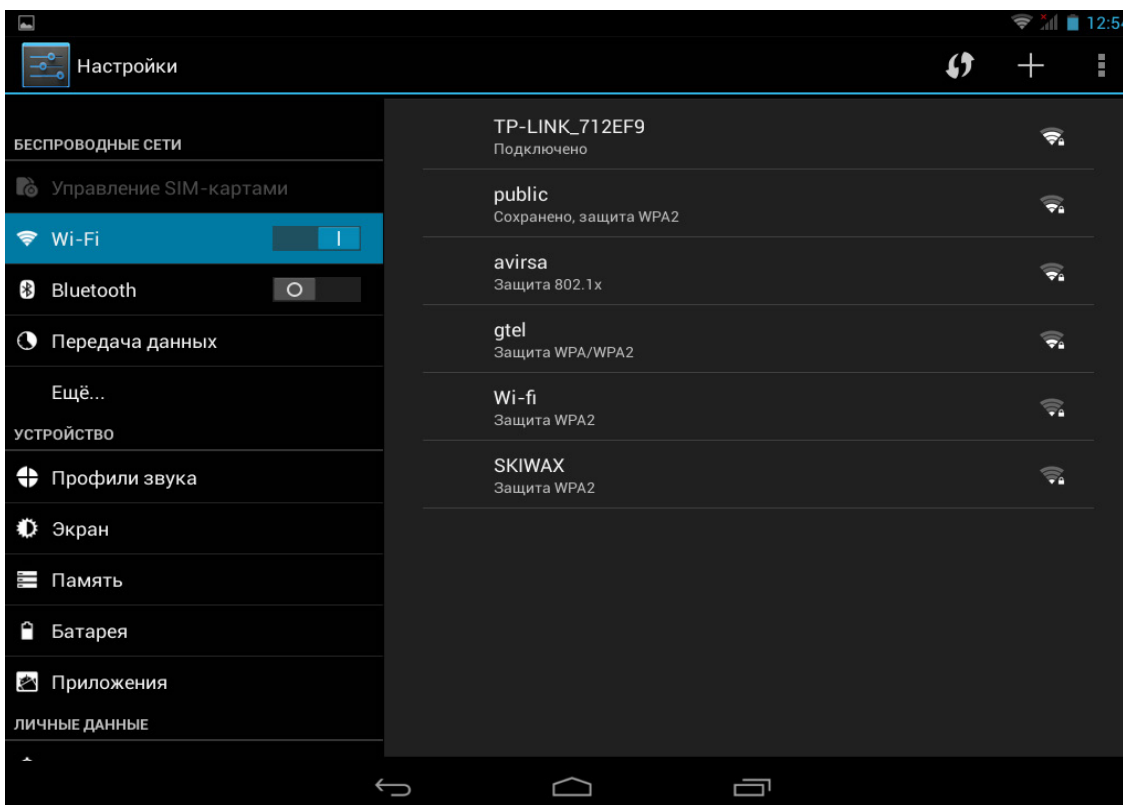 12:54
Настройки
БЕСПРОВОДНЫЕ СЕТИ
Управление SIM-картами
Wi-Fi
Bluetooth
Передача данных
Ещё...
УСТРОЙСТВО
Профили звука
Экран
Память
Батарея
Приложения
ЛИЧНЫЕ ДАННЫЕ
TP-LINK_712EF9
Подключено
public
Сохранено, защита WPA2
avirsa
Защита 802.1x
gtel
Защита WPA/WPA2
Wi-fi
Защита WPA2
SKIWAX
Защита WPA2